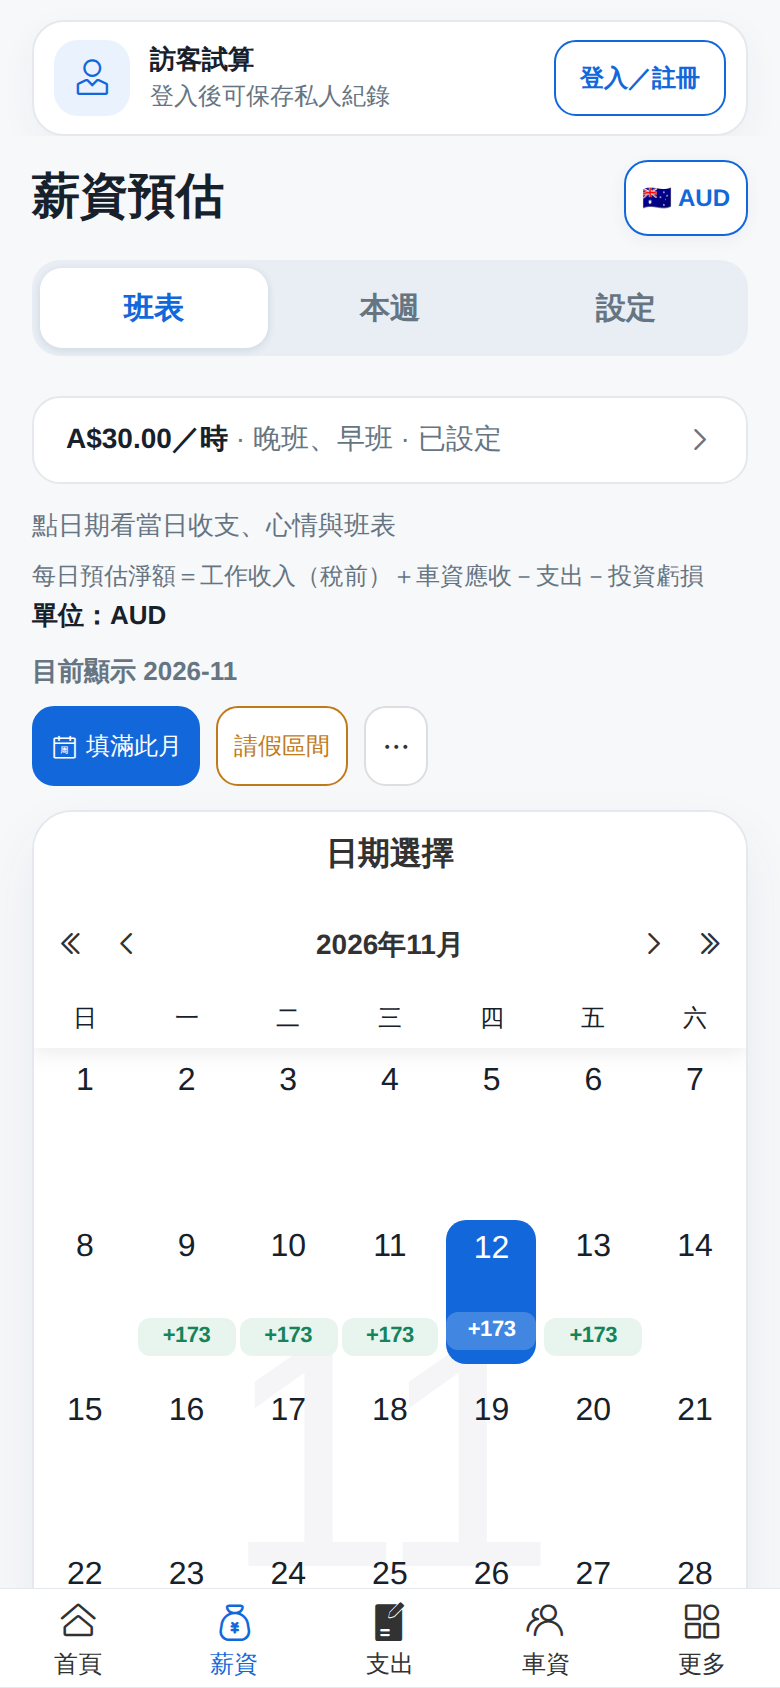 訪客試算
登入後可保存私人紀錄
登入／註冊
薪資預估
🇦🇺 AUD
班表 本週 設定
A$30.00／時 · 晚班、早班 · 已設定
點日期看當日收支、心情與班表
每日預估淨額＝工作收入（稅前）＋車資應收－支出－投資虧損
單位：AUD
目前顯示 2026-11
填滿此月 請假區間 ···
日期選擇
2026年11月
日 一 二 三 四 五 六
1 2 3 4 5 6 7
8 9 10 11 12 13 14
+173 +173 +173 +173 +173
11
15 16 17 18 19 20 21
22 23 24 25 26 27 28
首頁 薪資 支出 車資 更多